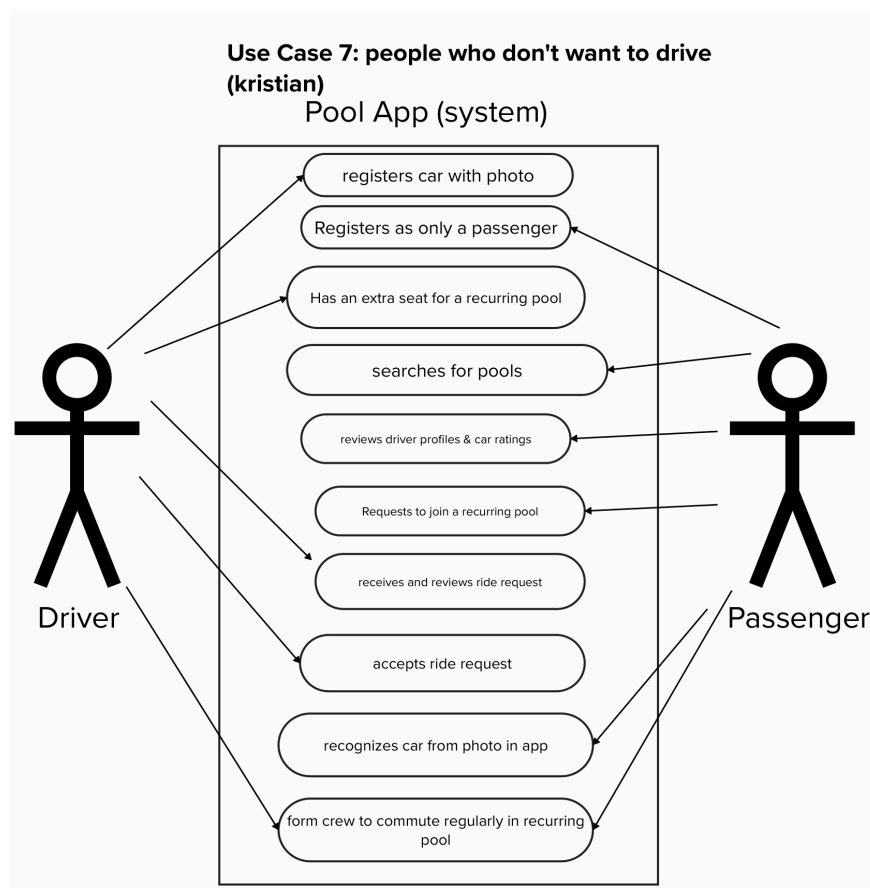 Use Case 7: people who don't want to drive
(kristian)
Pool App (system)
registers car with photo
Registers as only a passenger
Has an extra seat for a recurring pool
searches for pools
reviews driver profiles & car ratings
Requests to join a recurring pool
receives and reviews ride request
accepts ride request
recognizes car from photo in app
form crew to commute regularly in recurring
pool
Driver
Passenger